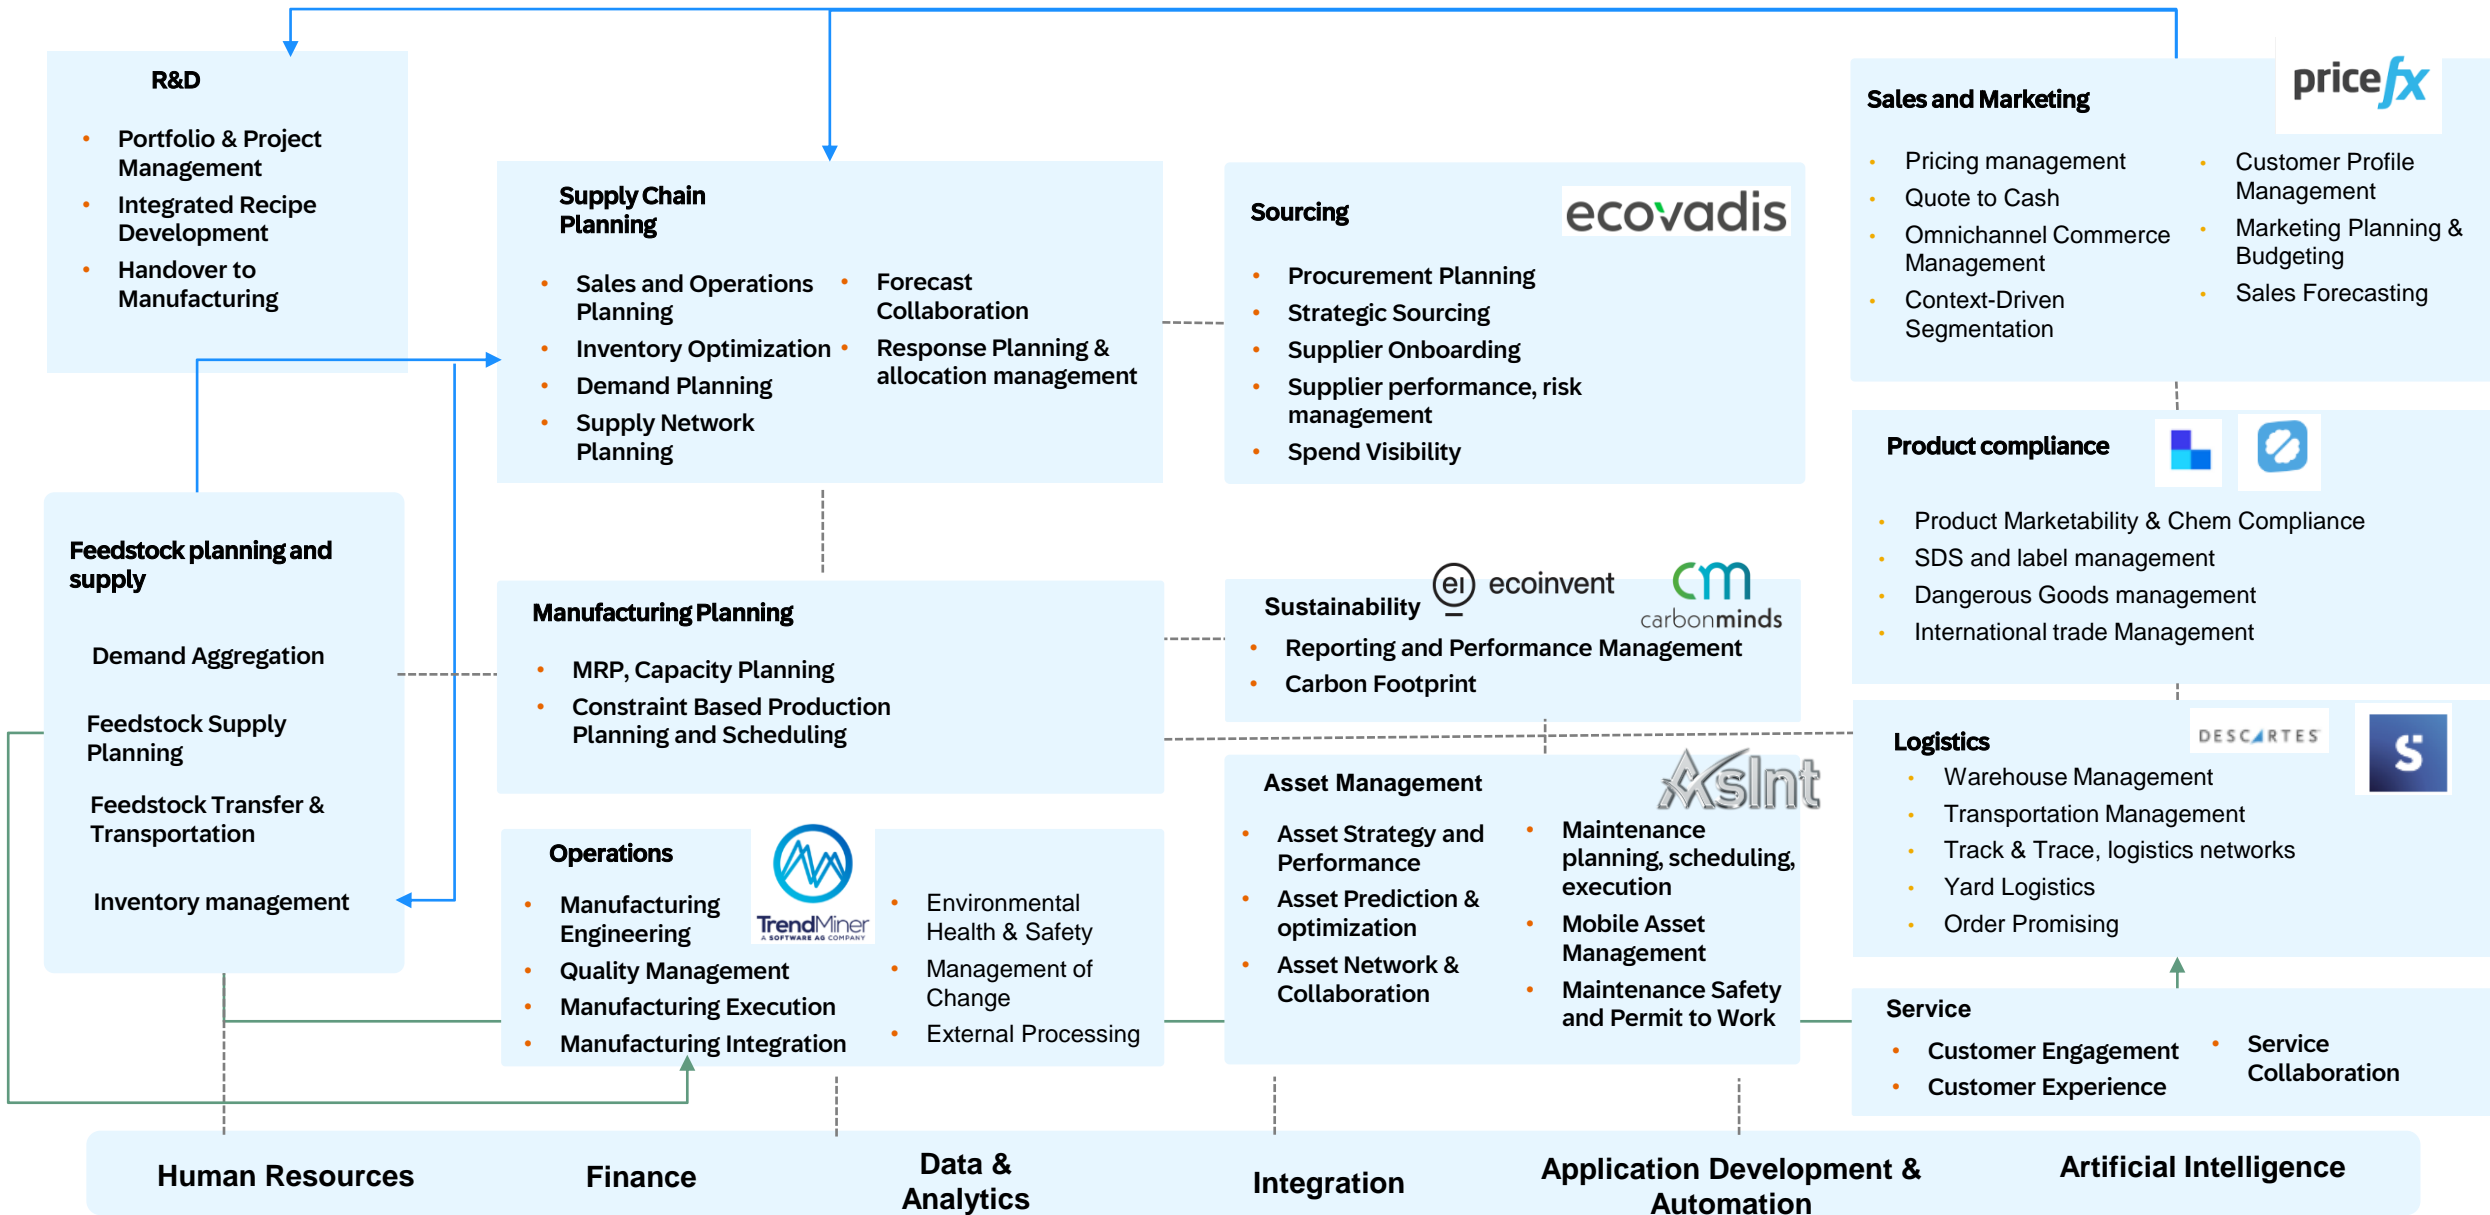 R&D
Portfolio & Project
Management
Integrated Recipe
Development
Handover to
Manufacturing
Supply Chain
Planning
Sales and Operations
Planning
Inventory Optimization
Demand Planning
Supply Network
Planning
Forecast
Collaboration
Response Planning &
allocation management
Sourcing
ecovadis
Procurement Planning
Strategic Sourcing
Supplier Onboarding
Supplier performance, risk
management
Spend Visibility
Sales and Marketing
pricefx
Pricing management
Quote to Cash
Omnichannel Commerce
Management
Context-Driven
Segmentation
Customer Profile
Management
Marketing Planning &
Budgeting
Sales Forecasting
Product compliance
Product Marketability & Chem Compliance
SDS and label management
Dangerous Goods management
International trade Management
Feedstock planning and
supply
Demand Aggregation
Feedstock Supply
Planning
Feedstock Transfer &
Transportation
Inventory management
Manufacturing Planning
MRP, Capacity Planning
Constraint Based Production
Planning and Scheduling
Sustainability
ei ecoinvent
cm
carbonminds
Reporting and Performance Management
Carbon Footprint
Logistics
DESCARTES
S
Warehouse Management
Transportation Management
Track & Trace, logistics networks
Yard Logistics
Order Promising
Operations
TrendMiner
A SOFTWARE AG COMPANY
Manufacturing
Engineering
Quality Management
Manufacturing Execution
Manufacturing Integration
Environmental
Health & Safety
Management of
Change
External Processing
Asset Management
AsInt
Asset Strategy and
Performance
Asset Prediction &
optimization
Asset Network &
Collaboration
Maintenance
planning, scheduling,
execution
Mobile Asset
Management
Maintenance Safety
and Permit to Work
Service
Customer Engagement
Customer Experience
Service
Collaboration
Human Resources
Finance
Data &
Analytics
Integration
Application Development &
Automation
Artificial Intelligence